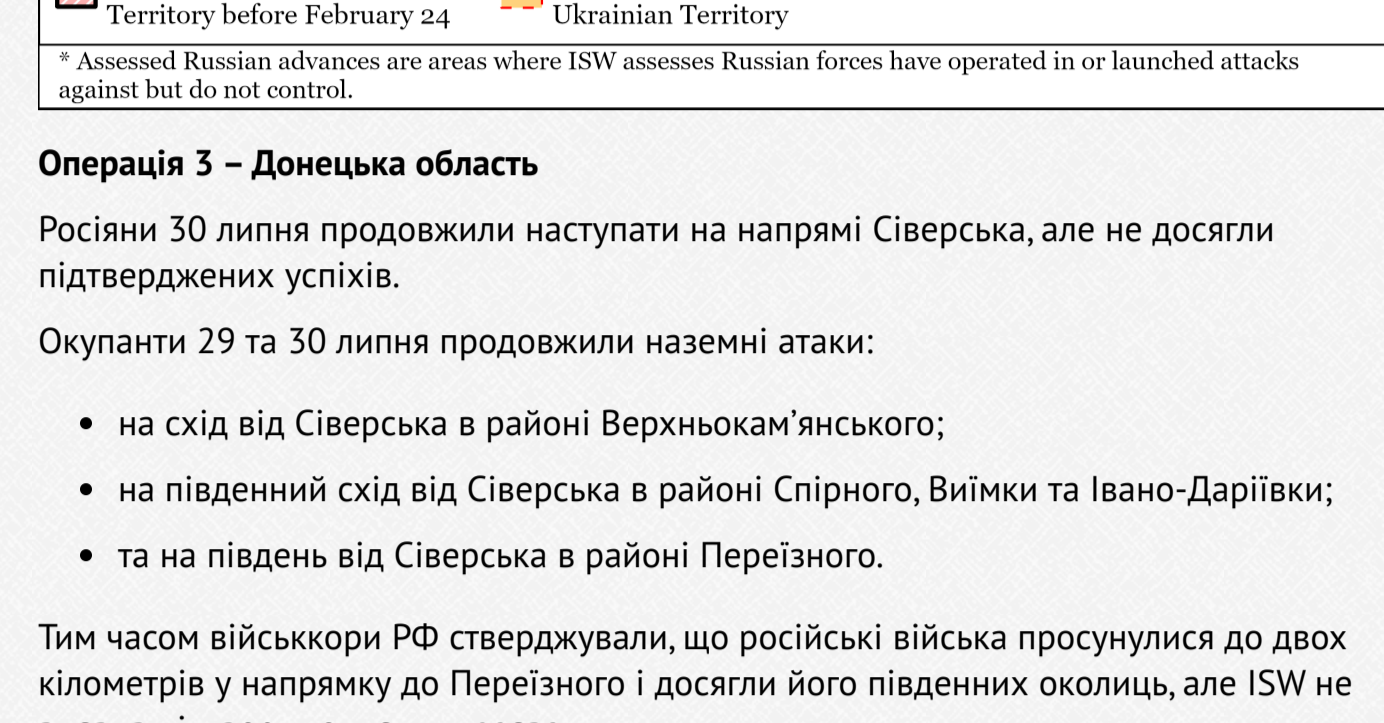 Territory before February 24 Ukrainian Territory
* Assessed Russian advances are areas where ISW assesses Russian forces have operated in or launched attacks
against but do not control.
Операція 3 – Донецька область
Росіяни 30 липня продовжили наступати на напрямі Сіверська, але не досягли
підтверджених успіхів.
Окупанти 29 та 30 липня продовжили наземні атаки:
• на схід від Сіверська в районі Верхньокам’янського;
• на південний схід від Сіверська в районі Спірного, Виїмки та Івано-Даріївки;
• та на південь від Сіверська в районі Переїзного.
Тим часом військкори РФ стверджували, що російські війська просунулися до двох
кілометрів у напрямку до Переїзного і досягли його південних околиць, але ISW не